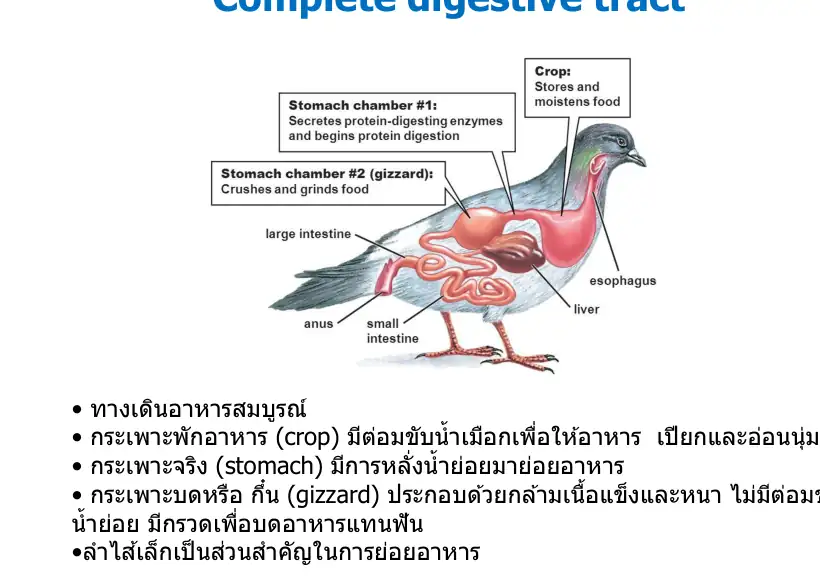 Complete digestive tract
Crop:
Stores and
moistens food
Stomach chamber #1:
Secretes protein-digesting enzymes
and begins protein digestion
Stomach chamber #2 (gizzard):
Crushes and grinds food
large intestine
esophagus
liver
anus
small
intestine
• ทางเดินอาหารสมบูรณ์
• กระเพาะพักอาหาร (crop) มีต่อมขับน้ำเมือกเพื่อให้อาหาร เปียกและอ่อนนุ่ม
• กระเพาะจริง (stomach) มีการหลั่งน้ำย่อยมาย่อยอาหาร
• กระเพาะบดหรือ กึ๋น (gizzard) ประกอบด้วยกล้ามเนื้อแข็งและหนา ไม่มีต่อม
น้ำย่อย มีกรวดเพื่อบดอาหารแทนฟัน
•ลำไส้เล็กเป็นส่วนสำคัญในการย่อยอาหาร